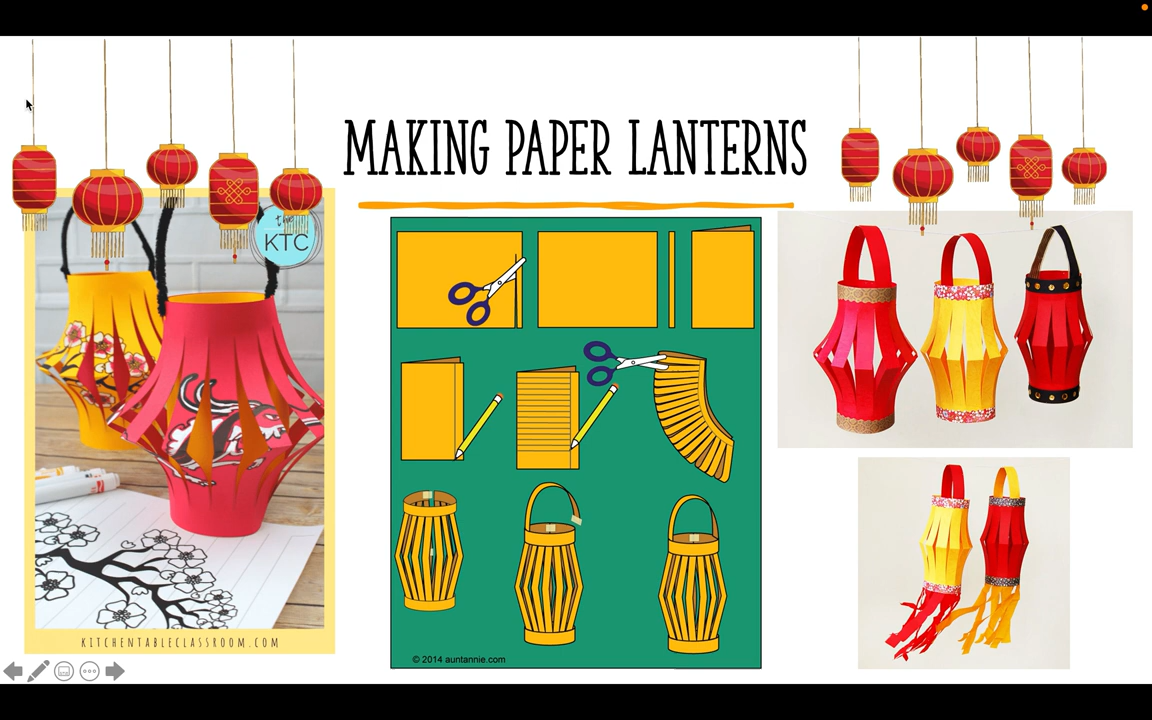 MAKING PAPER LANTERNS
the
KTC
KITCHENTABLECLASSROOM.COM
© 2014 auntannie.com